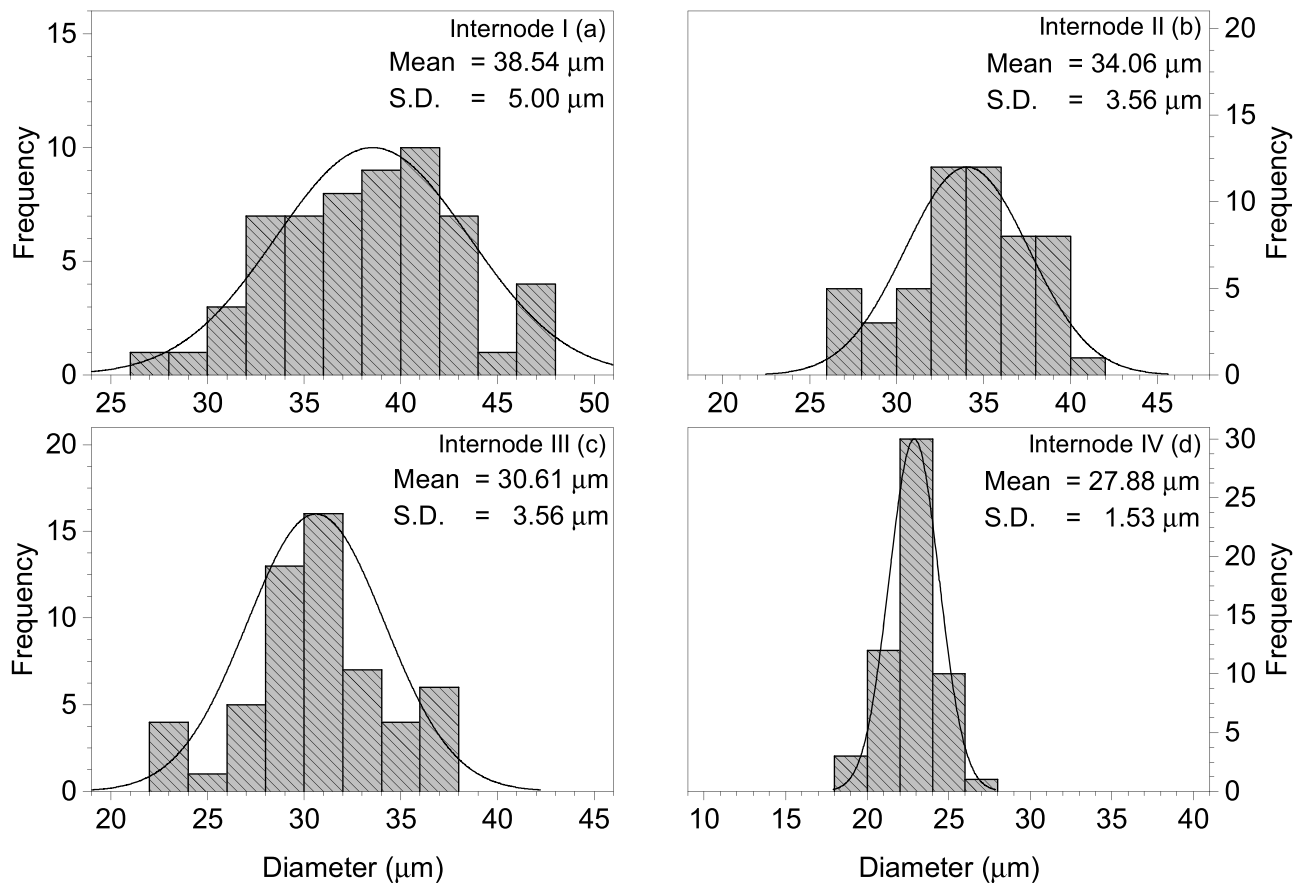 Internode I (a)
Mean = 38.54 μm
S.D. = 5.00 μm
Frequency
15
10
5
0
25 30 35 40 45 50
Internode II (b)
Mean = 34.06 μm
S.D. = 3.56 μm
Frequency
20
15
10
5
0
20 25 30 35 40 45
Internode III (c)
Mean = 30.61 μm
S.D. = 3.56 μm
Frequency
20
15
10
5
0
20 25 30 35 40 45
Diameter (μm)
Internode IV (d)
Mean = 27.88 μm
S.D. = 1.53 μm
Frequency
30
25
20
15
10
5
0
10 15 20 25 30 35 40
Diameter (μm)